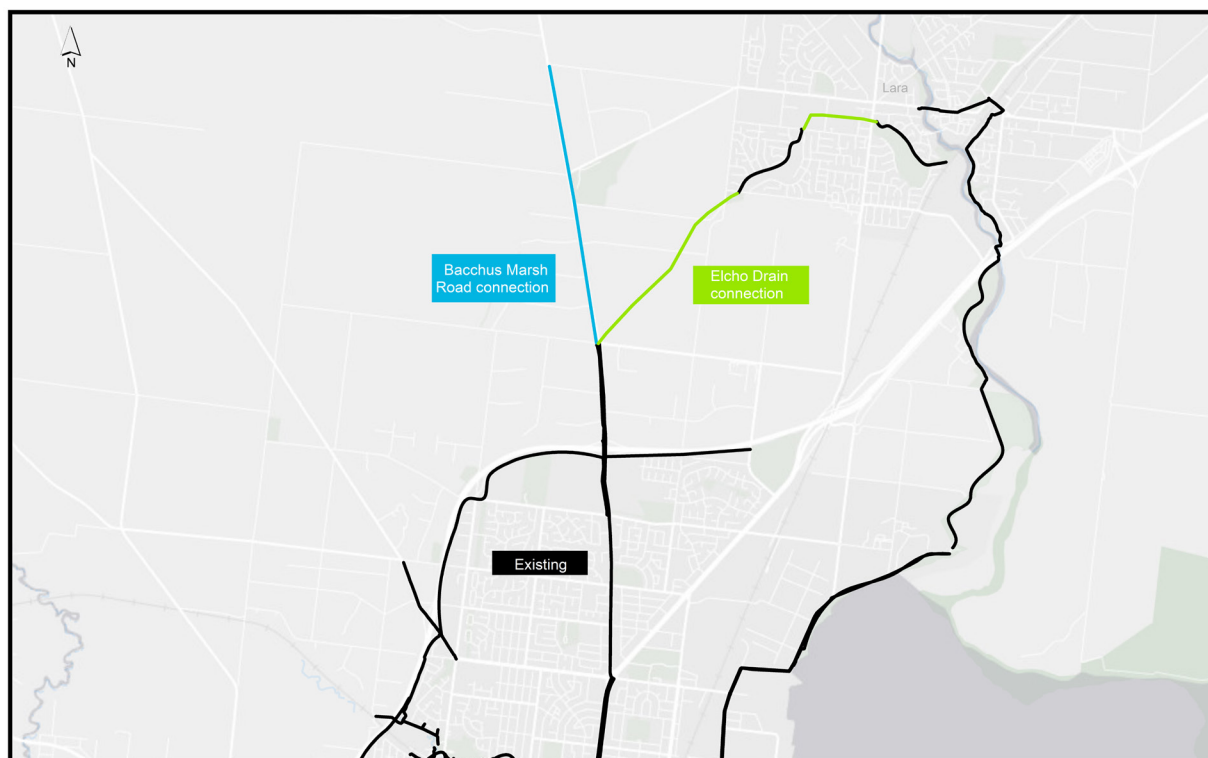 N
Lara
Bacchus Marsh
Road connection
Elcho Drain
connection
Existing